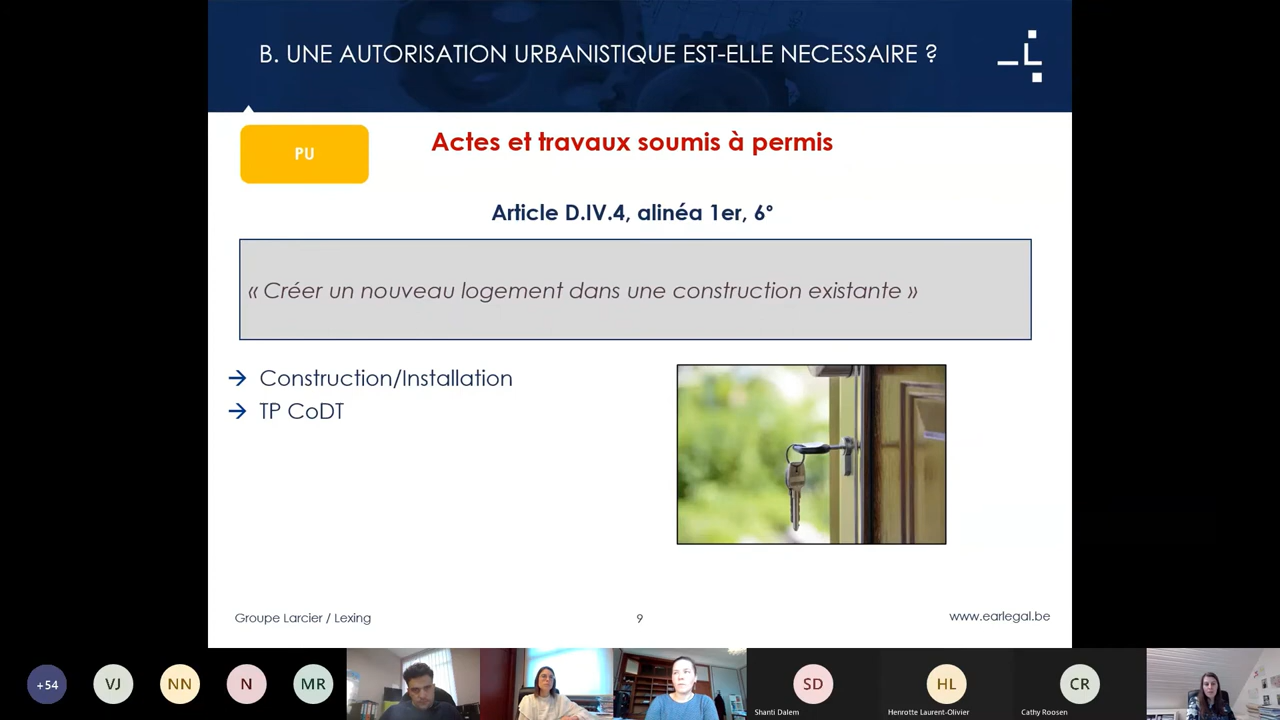 B. UNE AUTORISATION URBANISTIQUE EST-ELLE NECESSAIRE ?
PU
Actes et travaux soumis à permis
Article D.IV.4, alinéa 1er, 6°
« Créer un nouveau logement dans une construction existante »
→ Construction/Installation
→ TP CoDT
Groupe Larcier / Lexing
9
www.earlegal.be
+54
VJ
NN
N
MR
SD
Shanti Dalem
HL
Henrotte Laurent-Olivier
CR
Cathy Roosen